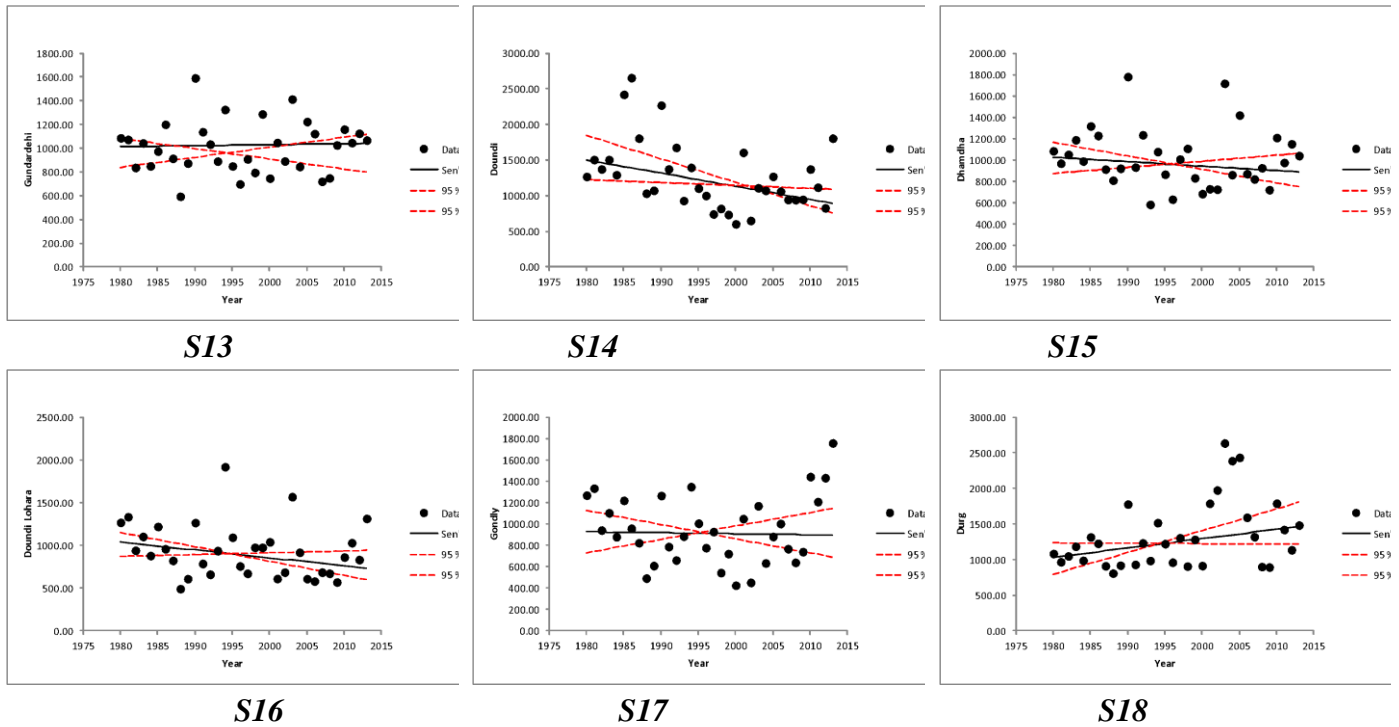 1800.00
1600.00
1400.00
1200.00
1000.00
800.00
600.00
400.00
200.00
0.00
Gundardehi
1975 1980 1985 1990 1995 2000 2005 2010 2015
Year
Data
Sen'
95 %
95 %
S13
3000.00
2500.00
2000.00
1500.00
1000.00
500.00
0.00
Doundi
1975 1980 1985 1990 1995 2000 2005 2010 2015
Year
Data
Sen'
95 %
95 %
S14
2000.00
1800.00
1600.00
1400.00
1200.00
1000.00
800.00
600.00
400.00
200.00
0.00
Dhamdha
1975 1980 1985 1990 1995 2000 2005 2010 2015
Year
Data
Sen'
95 %
95 %
S15
2500.00
2000.00
1500.00
1000.00
500.00
0.00
Doundi Lohara
1975 1980 1985 1990 1995 2000 2005 2010 2015
Year
Data
Sen'
95 %
95 %
S16
2000.00
1800.00
1600.00
1400.00
1200.00
1000.00
800.00
600.00
400.00
200.00
0.00
Gondly
1975 1980 1985 1990 1995 2000 2005 2010 2015
Year
Data
Sen'
95 %
95 %
S17
3000.00
2500.00
2000.00
1500.00
1000.00
500.00
0.00
Durg
1975 1980 1985 1990 1995 2000 2005 2010 2015
Year
Data
Sen'
95 %
95 %
S18